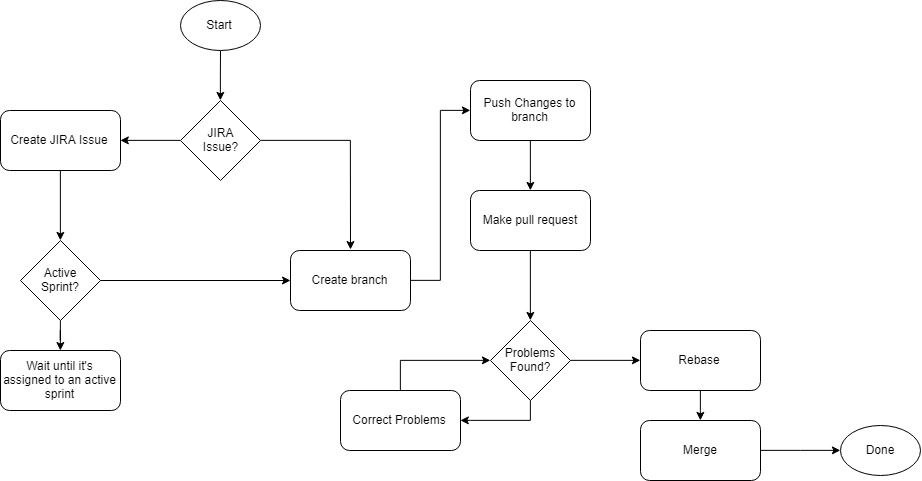 Start
JIRA
Issue?
Create JIRA Issue
Push Changes to
branch
Make pull request
Active
Sprint?
Create branch
Wait until it's
assigned to an active
sprint
Problems
Found?
Rebase
Correct Problems
Merge
Done